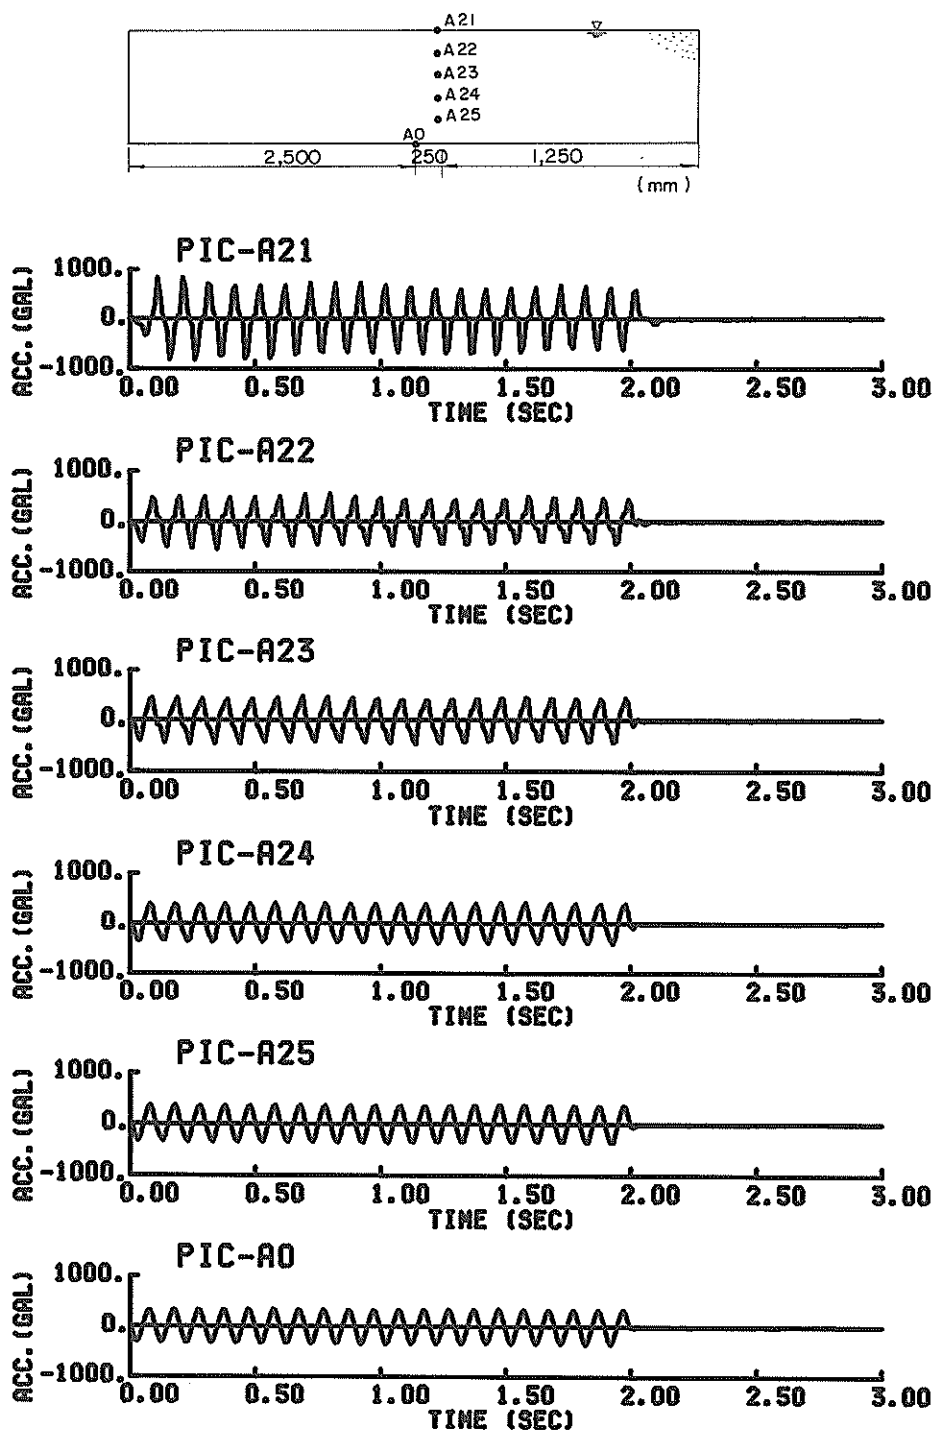 A21
A22
A23
A24
A25
A0
2,500 250 1,250
(mm)
PIC-A21
ACC.(GAL)
1000.
0.
-1000.
0.00 0.50 1.00 1.50 2.00 2.50 3.00
TIME (SEC)
PIC-A22
ACC.(GAL)
1000.
0.
-1000.
0.00 0.50 1.00 1.50 2.00 2.50 3.00
TIME (SEC)
PIC-A23
ACC.(GAL)
1000.
0.
-1000.
0.00 0.50 1.00 1.50 2.00 2.50 3.00
TIME (SEC)
PIC-A24
ACC.(GAL)
1000.
0.
-1000.
0.00 0.50 1.00 1.50 2.00 2.50 3.00
TIME (SEC)
PIC-A25
ACC.(GAL)
1000.
0.
-1000.
0.00 0.50 1.00 1.50 2.00 2.50 3.00
TIME (SEC)
PIC-A0
ACC.(GAL)
1000.
0.
-1000.
0.00 0.50 1.00 1.50 2.00 2.50 3.00
TIME (SEC)